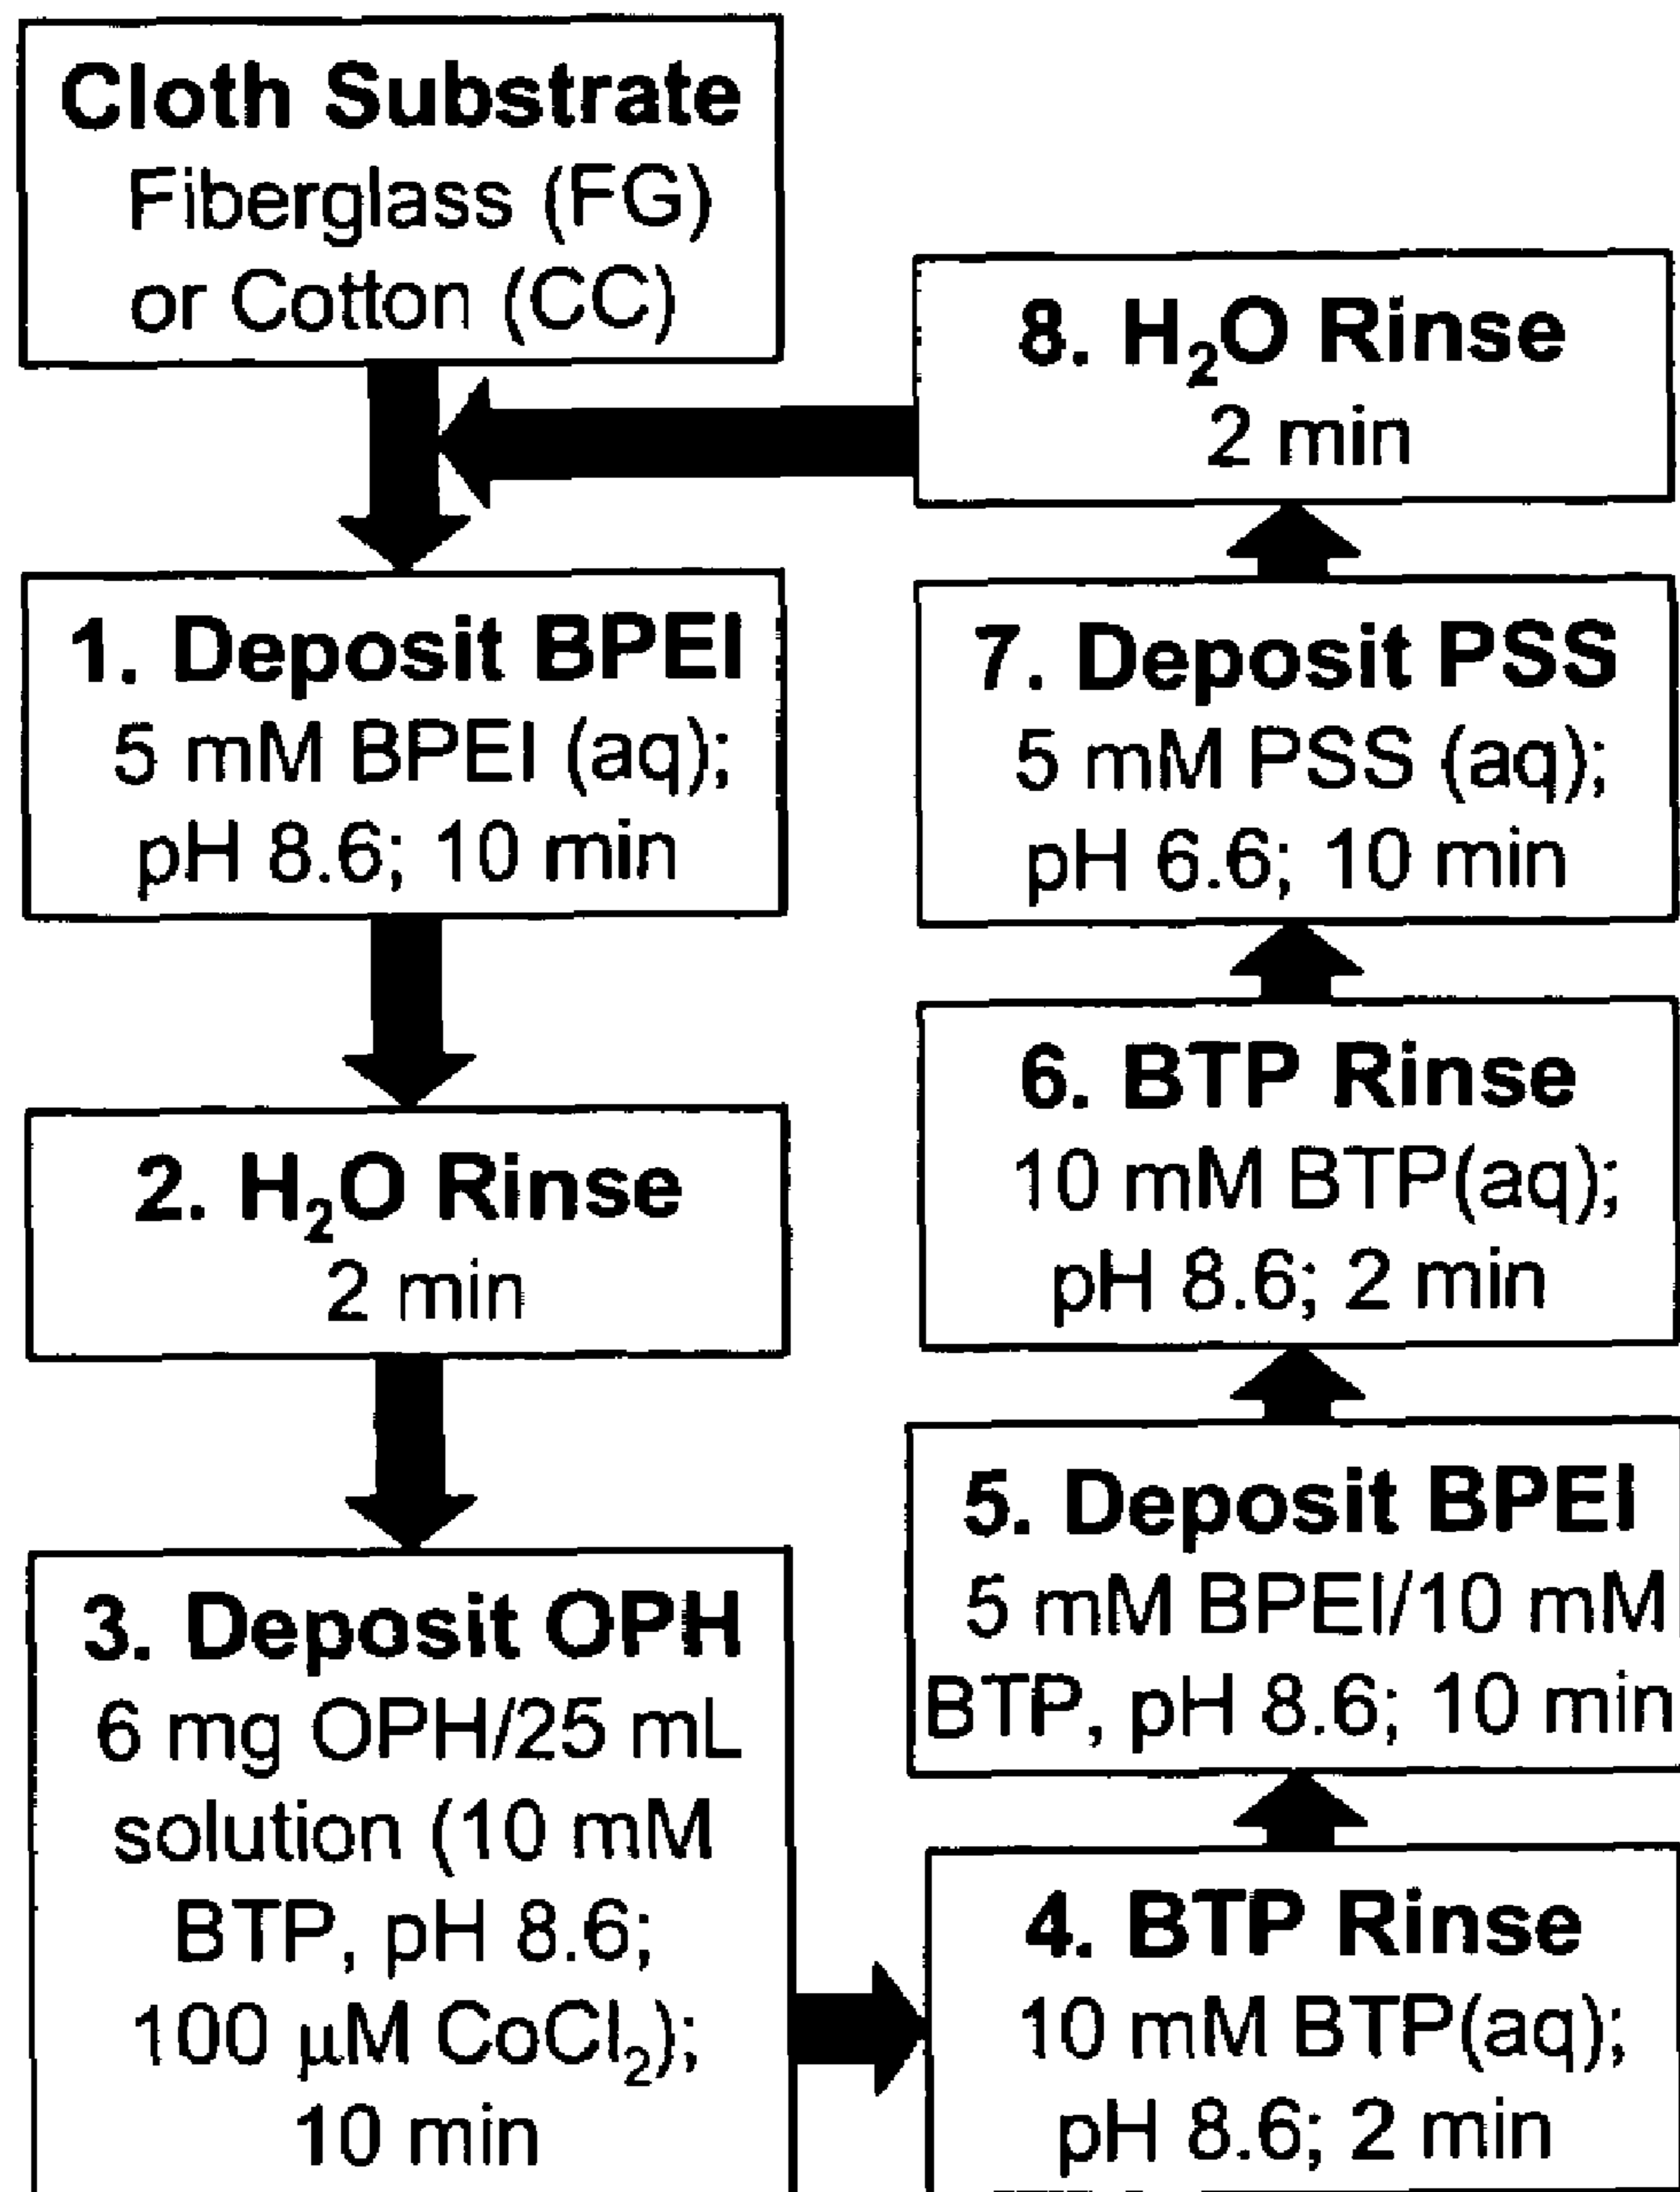 Cloth Substrate
Fiberglass (FG)
or Cotton (CC)
1. Deposit BPEI
5 mM BPEI (aq);
pH 8.6; 10 min
2. H₂O Rinse
2 min
3. Deposit OPH
6 mg OPH/25 mL
solution (10 mM
BTP, pH 8.6;
100 μM CoCl₂);
10 min
4. BTP Rinse
10 mM BTP(aq);
pH 8.6; 2 min
5. Deposit BPEI
5 mM BPEI/10 mM
BTP, pH 8.6; 10 min
6. BTP Rinse
10 mM BTP(aq);
pH 8.6; 2 min
7. Deposit PSS
5 mM PSS (aq);
pH 6.6; 10 min
8. H₂O Rinse
2 min